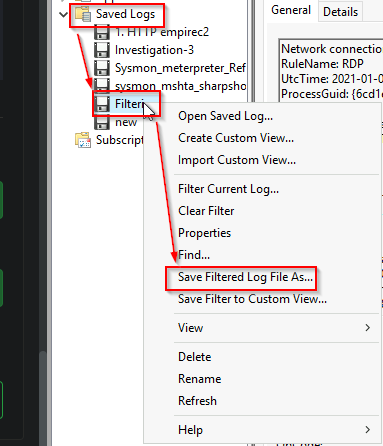 Saved Logs
1. HTTP empirec2
Investigation-3
Sysmon_meterpreter_Ref
sysmon_mshta_sharpsho
Filteri
new
Subscript
Open Saved Log...
Create Custom View...
Import Custom View...
Filter Current Log...
Clear Filter
Properties
Find...
Save Filtered Log File As...
Save Filter to Custom View...
View
Delete
Rename
Refresh
Help
General Details
Network connection
RuleName: RDP
UtcTime: 2021-01-0
ProcessGuid: {6cd1